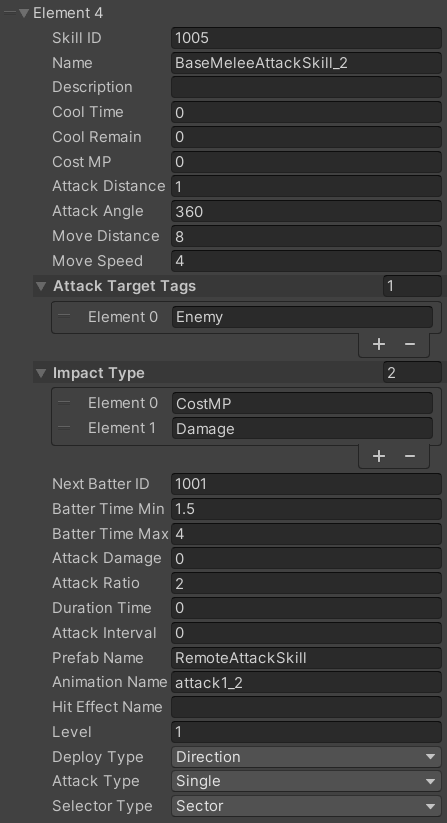 Element 4
Skill ID 1005
Name BaseMeleeAttackSkill_2
Description
Cool Time 0
Cool Remain 0
Cost MP 0
Attack Distance 1
Attack Angle 360
Move Distance 8
Move Speed 4
Attack Target Tags 1
Element 0 Enemy
+ −
Impact Type 2
Element 0 CostMP
Element 1 Damage
+ −
Next Batter ID 1001
Batter Time Min 1.5
Batter Time Max 4
Attack Damage 0
Attack Ratio 2
Duration Time 0
Attack Interval 0
Prefab Name RemoteAttackSkill
Animation Name attack1_2
Hit Effect Name
Level 1
Deploy Type Direction
Attack Type Single
Selector Type Sector